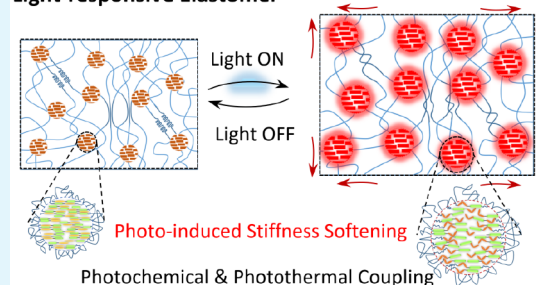 Light responsive Elastomer
Light ON
Light OFF
Photo-induced Stiffness Softening
Photochemical & Photothermal Coupling